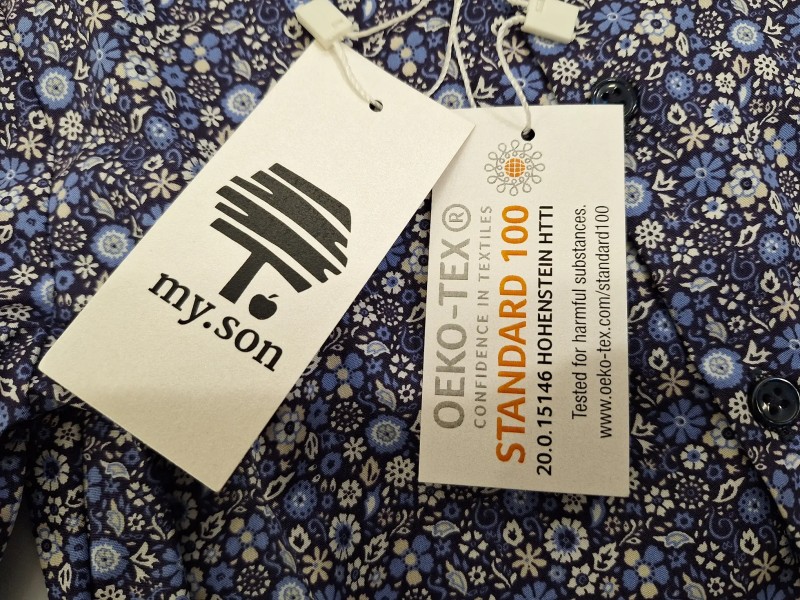 my.son
OEKO-TEX®
CONFIDENCE IN TEXTILES
STANDARD 100
20.0.15146 HOHENSTEIN HTTI
Tested for harmful substances.
www.oeko-tex.com/standard100